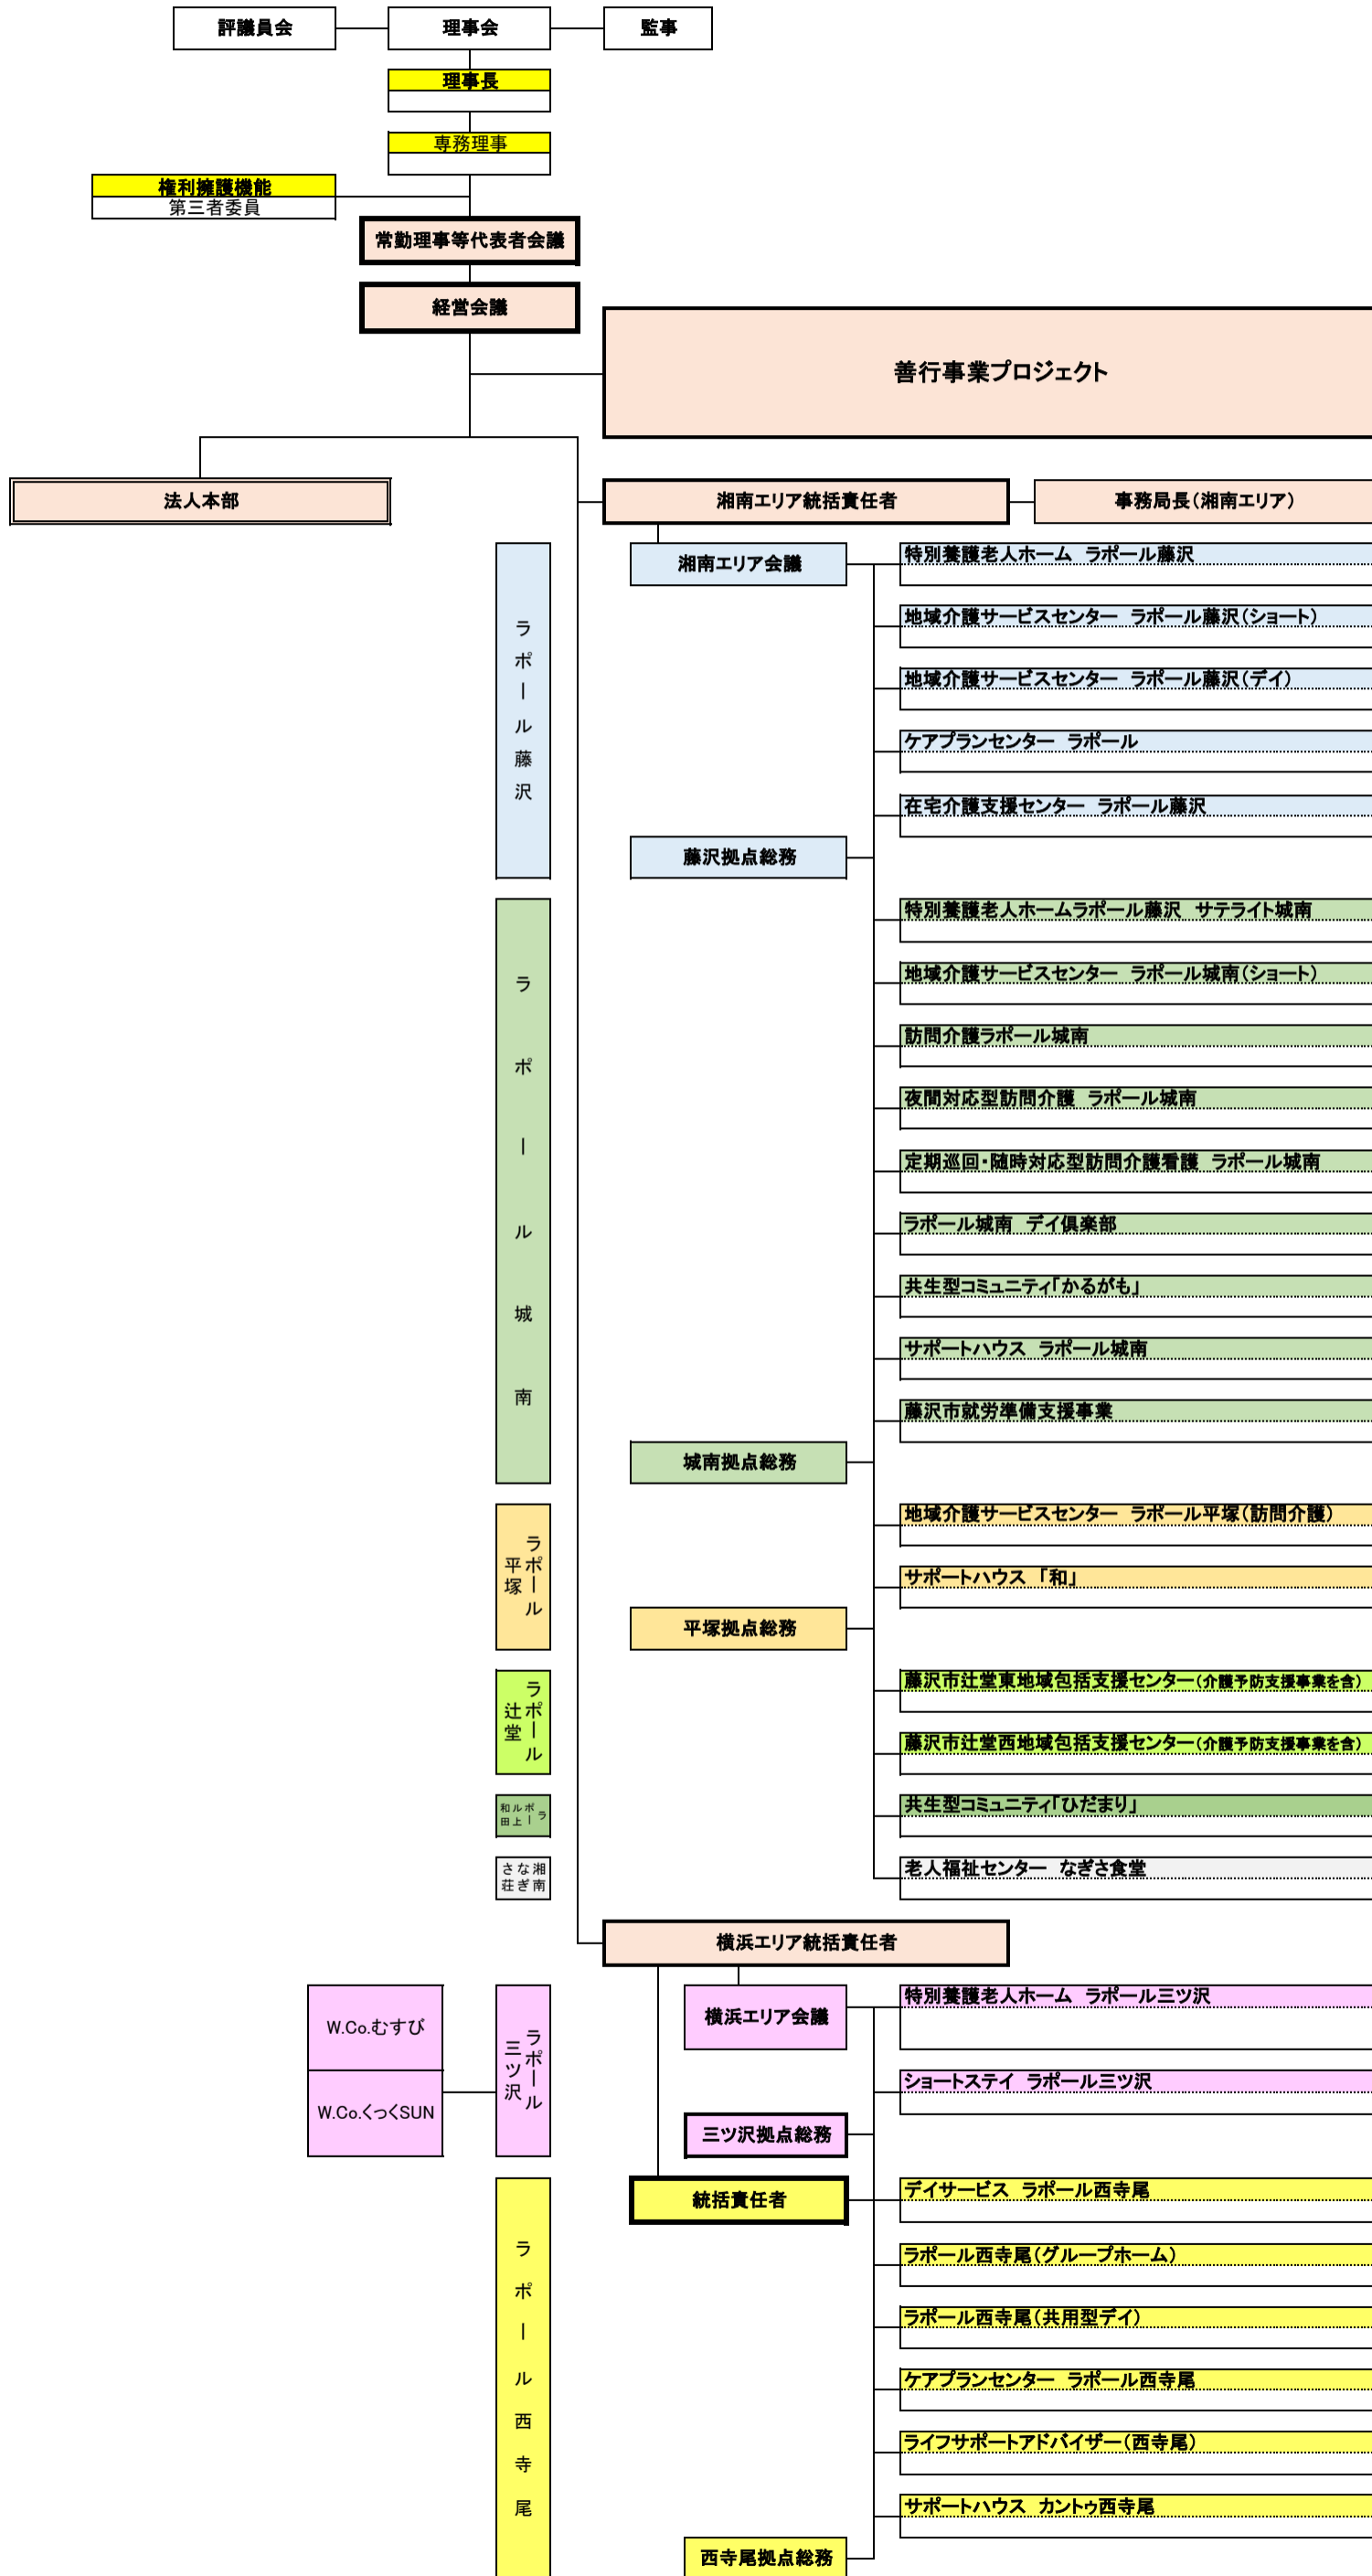 評議員会
理事会
監事
理事長
専務理事
権利擁護機能
第三者委員
常勤理事等代表者会議
経営会議
善行事業プロジェクト
法人本部
湘南エリア統括責任者
事務局長(湘南エリア)
ラポール藤沢
湘南エリア会議
特別養護老人ホーム　ラポール藤沢
地域介護サービスセンター　ラポール藤沢(ショート)
地域介護サービスセンター　ラポール藤沢(デイ)
ケアプランセンター　ラポール
在宅介護支援センター　ラポール藤沢
藤沢拠点総務
ラポール城南
特別養護老人ホームラポール藤沢　サテライト城南
地域介護サービスセンター　ラポール城南(ショート)
訪問介護ラポール城南
夜間対応型訪問介護　ラポール城南
定期巡回・随時対応型訪問介護看護　ラポール城南
ラポール城南　デイ倶楽部
共生型コミュニティ「かるがも」
サポートハウス　ラポール城南
藤沢市就労準備支援事業
城南拠点総務
ラポール
平塚
地域介護サービスセンター　ラポール平塚(訪問介護)
サポートハウス　「和」
平塚拠点総務
ラポール
辻堂
藤沢市辻堂東地域包括支援センター(介護予防支援事業を含)
藤沢市辻堂西地域包括支援センター(介護予防支援事業を含)
ラポール上和田
共生型コミュニティ「ひだまり」
湘南なぎさ荘
老人福祉センター　なぎさ食堂
横浜エリア統括責任者
W.Co.むすび
W.Co.くっくSUN
ラポール
三ツ沢
横浜エリア会議
特別養護老人ホーム　ラポール三ツ沢
ショートステイ　ラポール三ツ沢
三ツ沢拠点総務
統括責任者
ラポール西寺尾
デイサービス　ラポール西寺尾
ラポール西寺尾(グループホーム)
ラポール西寺尾(共用型デイ)
ケアプランセンター　ラポール西寺尾
ライフサポートアドバイザー(西寺尾)
サポートハウス　カントゥ西寺尾
西寺尾拠点総務